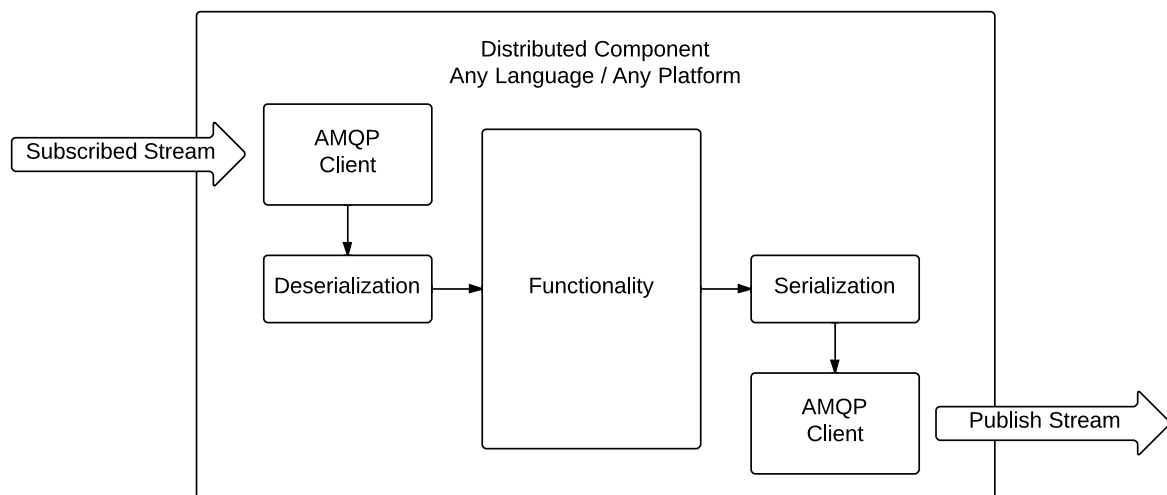 Distributed Component
Any Language / Any Platform
Subscribed Stream
AMQP
Client
Deserialization
Functionality
Serialization
AMQP
Client
Publish Stream